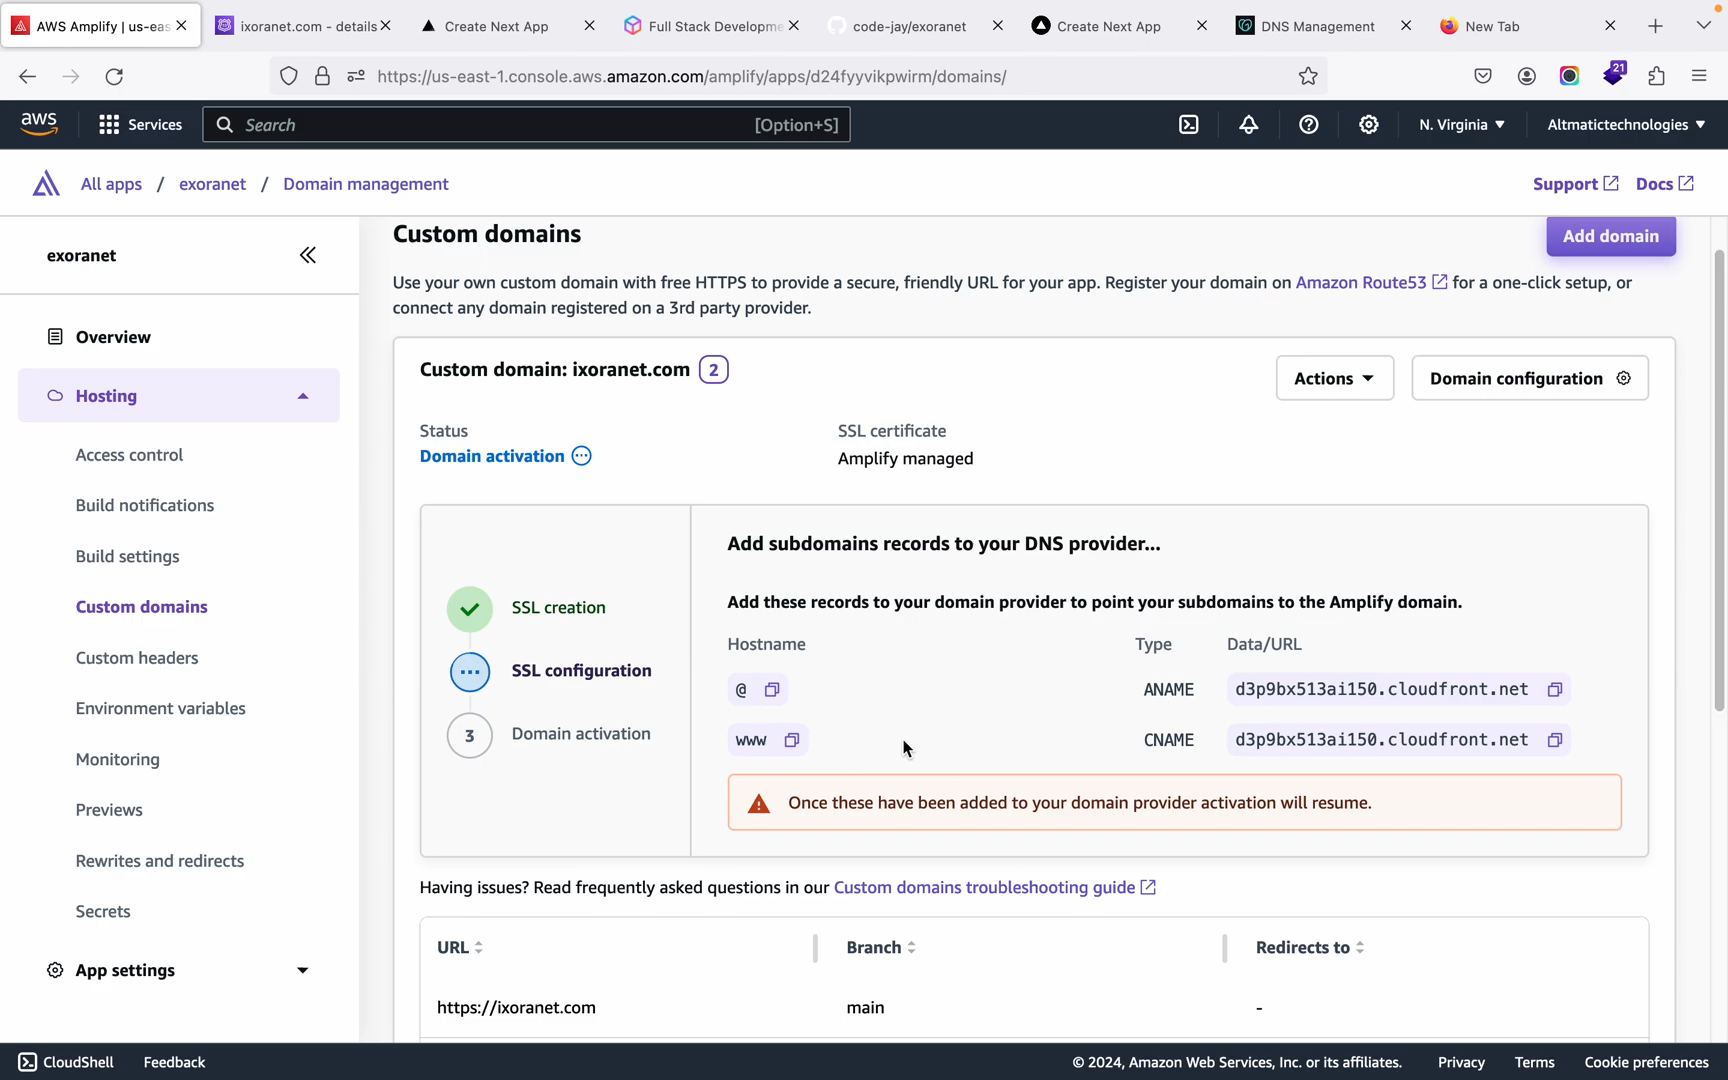 AWS Amplify | us-eas
ixoranet.com - details
Create Next App
Full Stack Developme
code-jay/exoranet
Create Next App
DNS Management
New Tab
https://us-east-1.console.aws.amazon.com/amplify/apps/d24fyyvikpwirm/domains/
21
aws
Services
Search
[Option+S]
N. Virginia
Altmatictechnologies
All apps / exoranet / Domain management
Support
Docs
exoranet
Custom domains
Add domain
Use your own custom domain with free HTTPS to provide a secure, friendly URL for your app. Register your domain on Amazon Route53 for a one-click setup, or
connect any domain registered on a 3rd party provider.
Overview
Hosting
Access control
Build notifications
Build settings
Custom domains
Custom headers
Environment variables
Monitoring
Previews
Rewrites and redirects
Secrets
App settings
Custom domain: ixoranet.com 2
Actions
Domain configuration
Status
SSL certificate
Domain activation
Amplify managed
SSL creation
SSL configuration
3 Domain activation
Add subdomains records to your DNS provider...
Add these records to your domain provider to point your subdomains to the Amplify domain.
Hostname Type Data/URL
@ ANAME d3p9bx513ai150.cloudfront.net
www CNAME d3p9bx513ai150.cloudfront.net
Once these have been added to your domain provider activation will resume.
Having issues? Read frequently asked questions in our Custom domains troubleshooting guide
URL Branch Redirects to
https://ixoranet.com main -
CloudShell
Feedback
© 2024, Amazon Web Services, Inc. or its affiliates.
Privacy
Terms
Cookie preferences